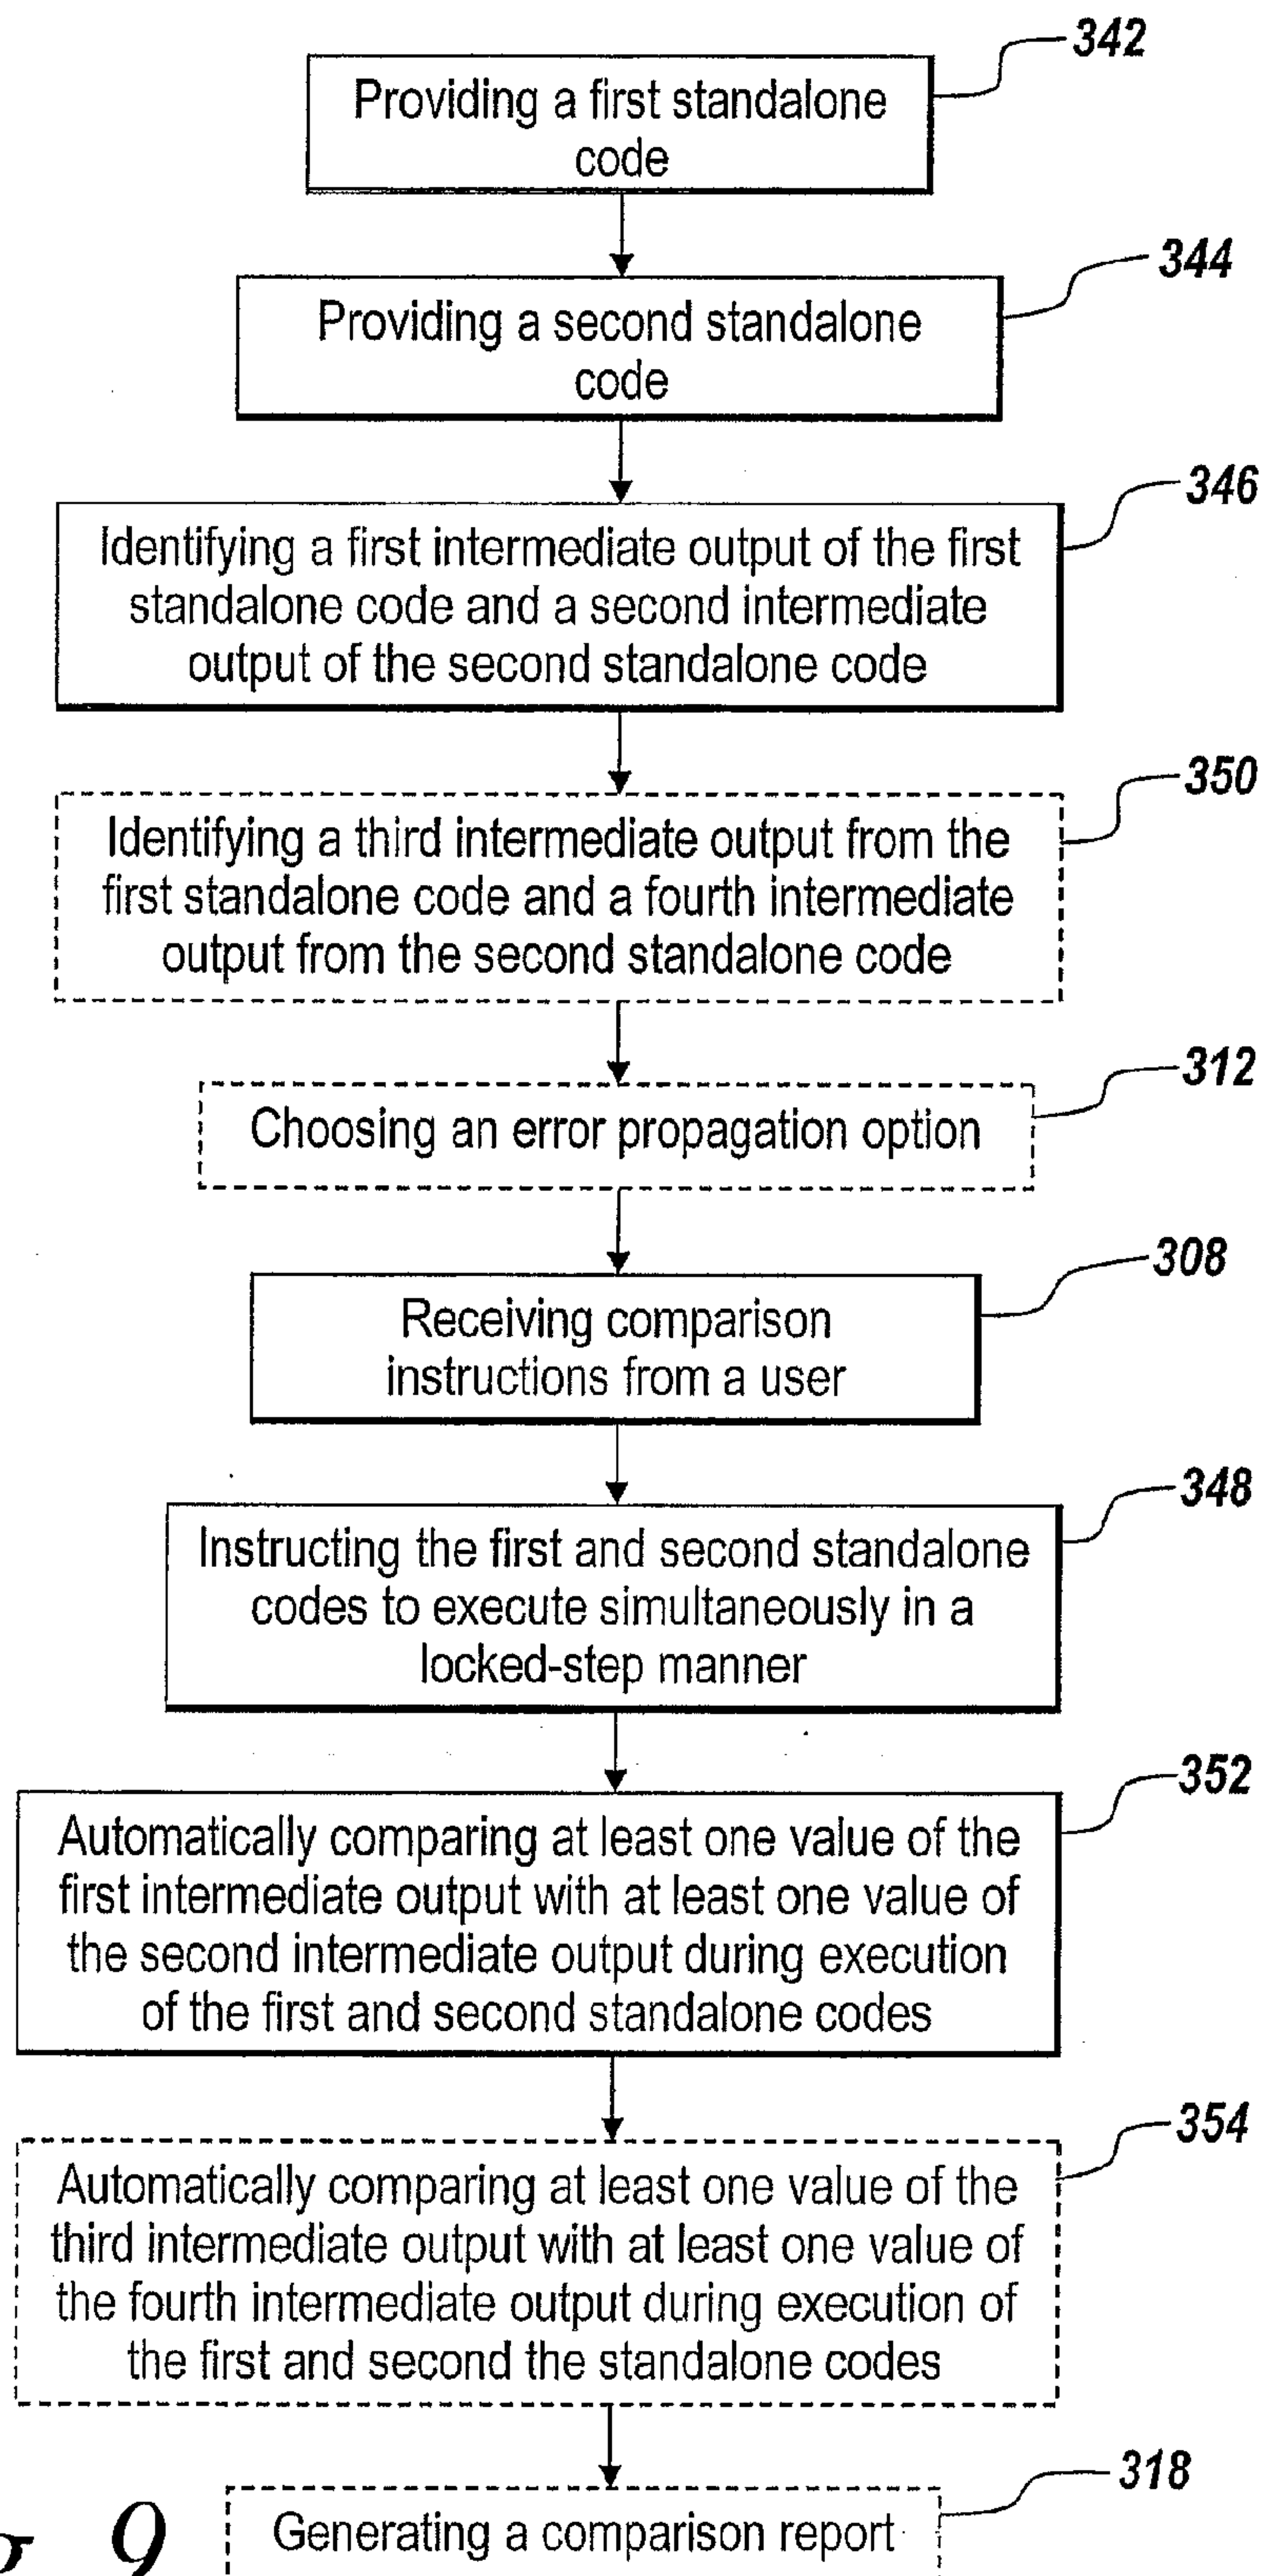 342
Providing a first standalone
code
344
Providing a second standalone
code
346
Identifying a first intermediate output of the first
standalone code and a second intermediate
output of the second standalone code
350
Identifying a third intermediate output from the
first standalone code and a fourth intermediate
output from the second standalone code
312
Choosing an error propagation option
308
Receiving comparison
instructions from a user
348
Instructing the first and second standalone
codes to execute simultaneously in a
locked-step manner
352
Automatically comparing at least one value of the
first intermediate output with at least one value of
the second intermediate output during execution
of the first and second standalone codes
354
Automatically comparing at least one value of the
third intermediate output with at least one value of
the fourth intermediate output during execution of
the first and second the standalone codes
318
Generating a comparison report
9